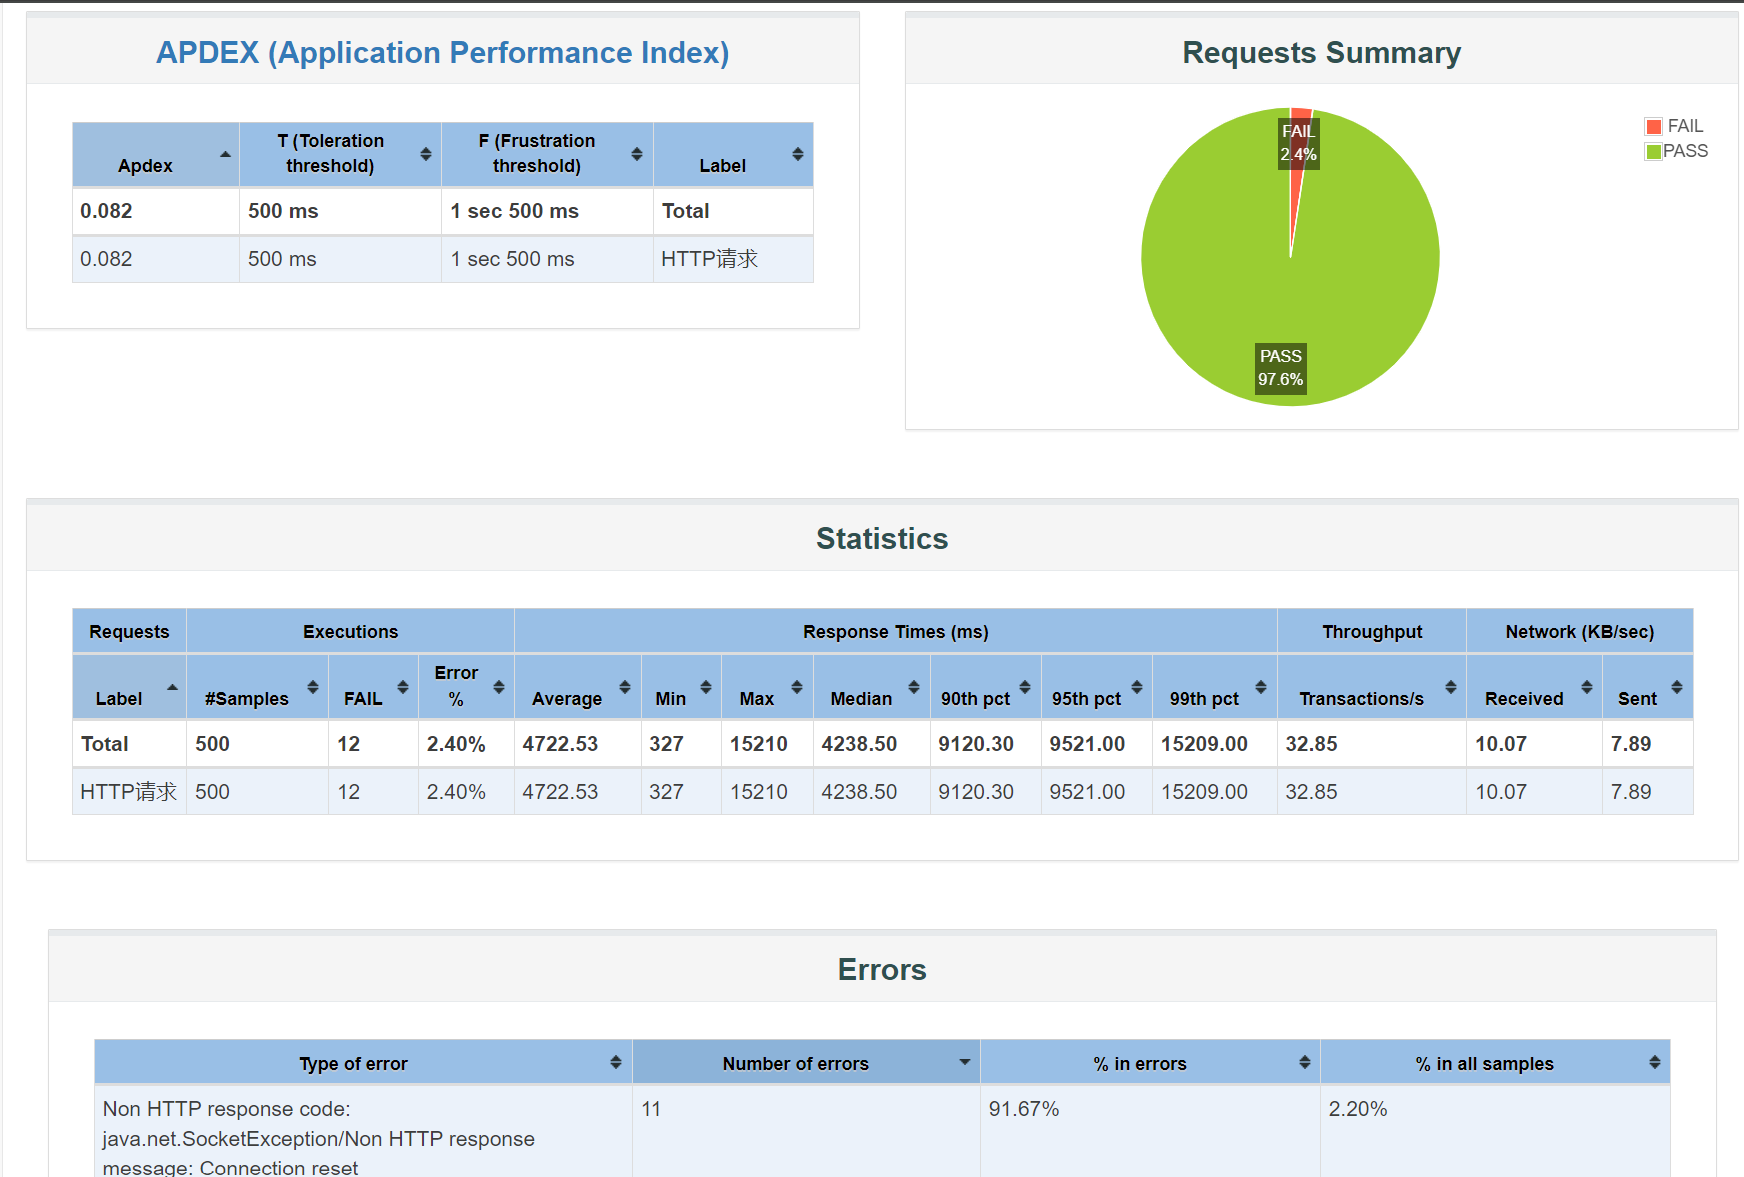 APDEX (Application Performance Index)
Apdex T (Toleration threshold) F (Frustration threshold) Label
0.082 500 ms 1 sec 500 ms Total
0.082 500 ms 1 sec 500 ms HTTP请求
Requests Summary
FAIL
2.4%
PASS
97.6%
FAIL
PASS
Statistics
Requests Executions Response Times (ms) Throughput Network (KB/sec)
Label #Samples FAIL Error % Average Min Max Median 90th pct 95th pct 99th pct Transactions/s Received Sent
Total 500 12 2.40% 4722.53 327 15210 4238.50 9120.30 9521.00 15209.00 32.85 10.07 7.89
HTTP请求 500 12 2.40% 4722.53 327 15210 4238.50 9120.30 9521.00 15209.00 32.85 10.07 7.89
Errors
Type of error Number of errors % in errors % in all samples
Non HTTP response code: 11 91.67% 2.20%
java.net.SocketException/Non HTTP response
message: Connection reset